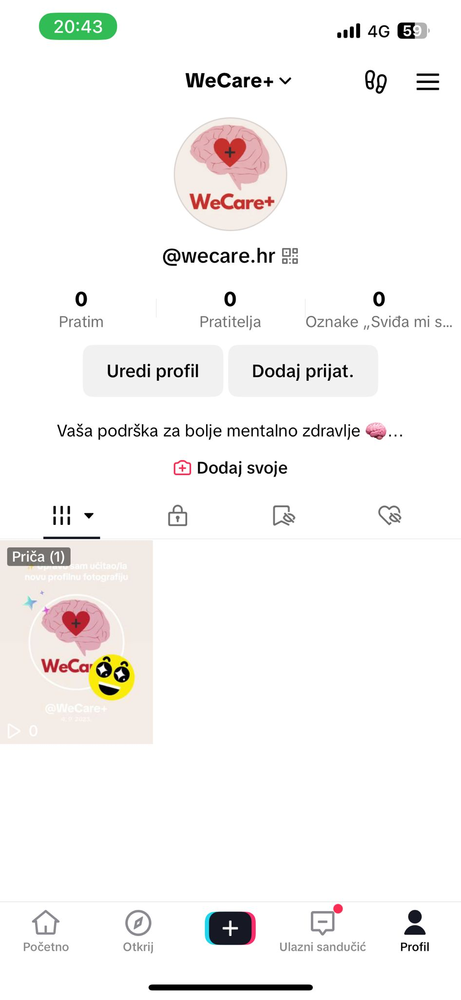 20:43
4G
59
WeCare+
WeCare+
@wecare.hr
0
Pratim
0
Pratitelja
0
Oznake „Sviđa mi s...
Uredi profil
Dodaj prijat.
Vaša podrška za bolje mentalno zdravlje 🧠...
Dodaj svoje
Priča (1)
✨ Upravo sam učitao/la
novu profilnu fotografiju
WeCar
@WeCare+
4. 9. 2023.
0
Početno
Otkrij
Ulazni sandučić
Profil